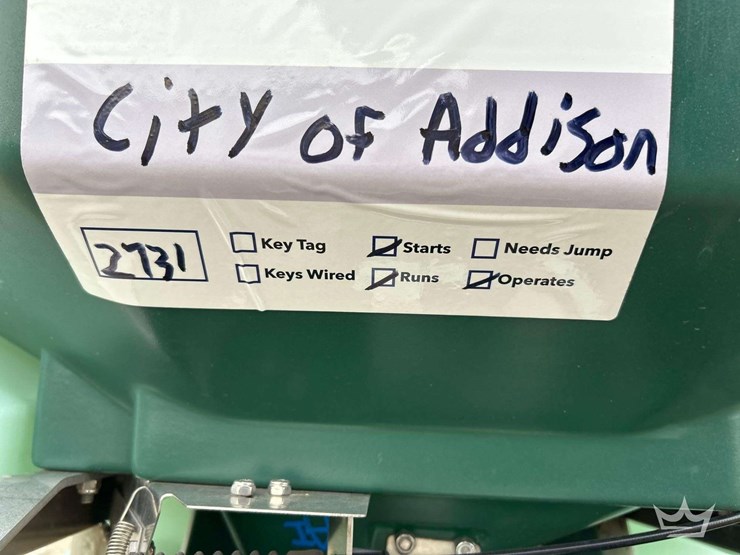 City of Addison
2731
Key Tag Starts Needs Jump
Keys Wired Runs Operates